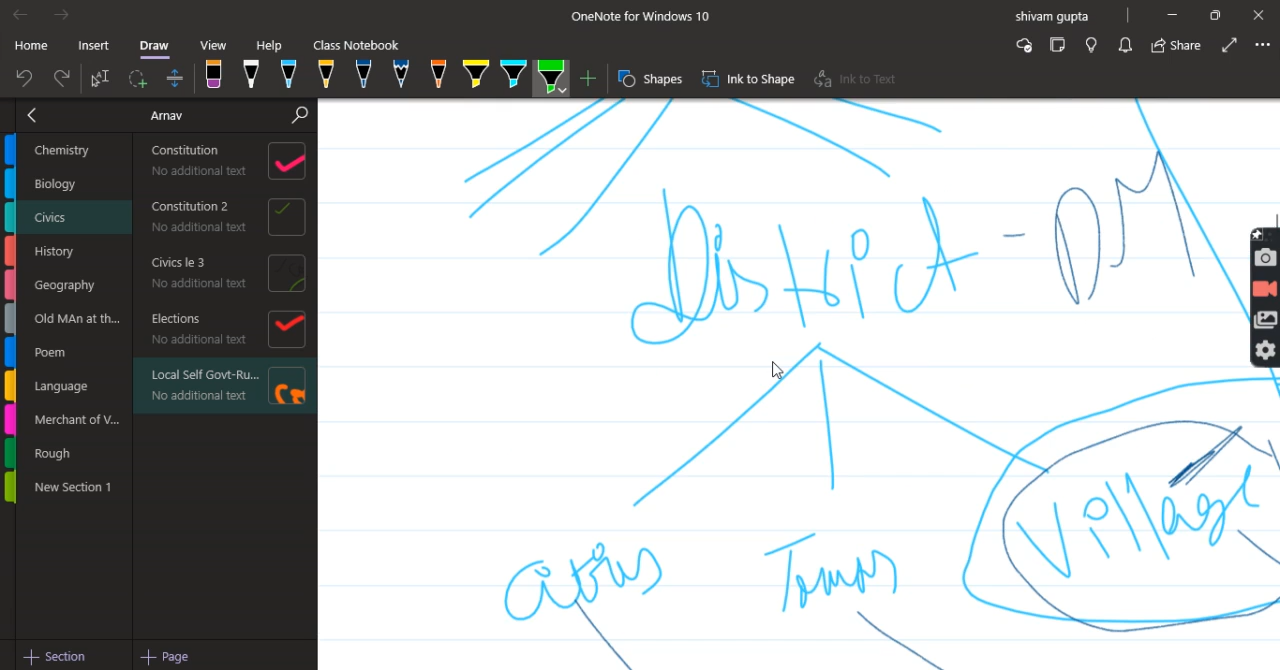 OneNote for Windows 10
shivam gupta
Home Insert Draw View Help Class Notebook
Share
Shapes
Ink to Shape
Ink to Text
Arnav
Chemistry
Biology
Civics
History
Geography
Old MAn at th...
Poem
Language
Merchant of V...
Rough
New Section 1
Constitution
No additional text
Constitution 2
No additional text
Civics le 3
No additional text
Elections
No additional text
Local Self Govt-Ru...
No additional text
Section
Page
District - DM
Cities Towns Village